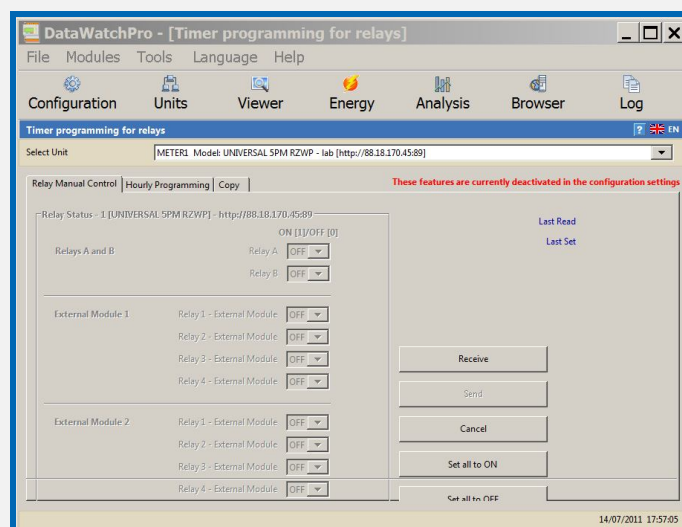 DataWatchPro - [Timer programming for relays]
File Modules Tools Language Help
Configuration Units Viewer Energy Analysis Browser Log
Timer programming for relays ? EN
Select Unit METER1 Model: UNIVERSAL 5PM RZWP - lab [http://88.18.170.45:89]
Relay Manual Control Hourly Programming Copy These features are currently deactivated in the configuration settings
Relay Status - 1 [UNIVERSAL 5PM RZWP] - http://88.18.170.45:89
Last Read
ON [1]/OFF [0]
Last Set
Relays A and B Relay A OFF
Relay B OFF
External Module 1 Relay 1 - External Module OFF
Relay 2 - External Module OFF
Relay 3 - External Module OFF
Receive
Relay 4 - External Module OFF
Send
External Module 2 Relay 1 - External Module OFF
Cancel
Relay 2 - External Module OFF
Relay 3 - External Module OFF
Set all to ON
Relay 4 - External Module OFF
Set all to OFF
14/07/2011 17:57:05